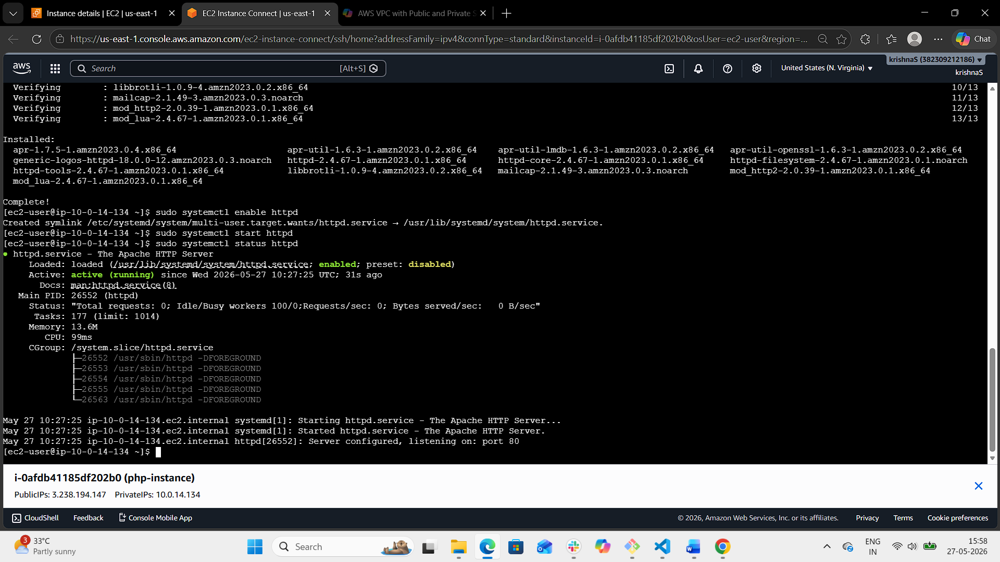 Instance details | EC2 | us-east-1
EC2 Instance Connect | us-east-1
AWS VPC with Public and Private S
https://us-east-1.console.aws.amazon.com/ec2-instance-connect/ssh/home?addressFamily=ipv4&connType=standard&instanceId=i-0afdb41185df202b0&osUser=ec2-user&region=...
Chat
aws
Search
[Alt+S]
United States (N. Virginia)
krishnaS (382309212186)
krishnaS
Verifying : libbrotli-1.0.9-4.amzn2023.0.2.x86_64 10/13
Verifying : mailcap-2.1.49-3.amzn2023.0.3.noarch 11/13
Verifying : mod_http2-2.0.39-1.amzn2023.0.1.x86_64 12/13
Verifying : mod_lua-2.4.67-1.amzn2023.0.1.x86_64 13/13
Installed:
apr-1.7.5-1.amzn2023.0.4.x86_64 apr-util-1.6.3-1.amzn2023.0.2.x86_64 apr-util-lmdb-1.6.3-1.amzn2023.0.2.x86_64 apr-util-openssl-1.6.3-1.amzn2023.0.2.x86_64
generic-logos-httpd-18.0.0-12.amzn2023.0.3.noarch httpd-2.4.67-1.amzn2023.0.1.x86_64 httpd-core-2.4.67-1.amzn2023.0.1.x86_64 httpd-filesystem-2.4.67-1.amzn2023.0.1.noarch
httpd-tools-2.4.67-1.amzn2023.0.1.x86_64 libbrotli-1.0.9-4.amzn2023.0.2.x86_64 mailcap-2.1.49-3.amzn2023.0.3.noarch mod_http2-2.0.39-1.amzn2023.0.1.x86_64
mod_lua-2.4.67-1.amzn2023.0.1.x86_64
Complete!
[ec2-user@ip-10-0-14-134 ~]$ sudo systemctl enable httpd
Created symlink /etc/systemd/system/multi-user.target.wants/httpd.service → /usr/lib/systemd/system/httpd.service.
[ec2-user@ip-10-0-14-134 ~]$ sudo systemctl start httpd
[ec2-user@ip-10-0-14-134 ~]$ sudo systemctl status httpd
● httpd.service - The Apache HTTP Server
Loaded: loaded (/usr/lib/systemd/system/httpd.service; enabled; preset: disabled)
Active: active (running) since Wed 2026-05-27 10:27:25 UTC; 31s ago
Docs: man:httpd.service(8)
Main PID: 26552 (httpd)
Status: "Total requests: 0; Idle/Busy workers 100/0;Requests/sec: 0; Bytes served/sec: 0 B/sec"
Tasks: 177 (limit: 1014)
Memory: 13.6M
CPU: 99ms
CGroup: /system.slice/httpd.service
├─26552 /usr/sbin/httpd -DFOREGROUND
├─26553 /usr/sbin/httpd -DFOREGROUND
├─26554 /usr/sbin/httpd -DFOREGROUND
├─26555 /usr/sbin/httpd -DFOREGROUND
└─26563 /usr/sbin/httpd -DFOREGROUND
May 27 10:27:25 ip-10-0-14-134.ec2.internal systemd[1]: Starting httpd.service - The Apache HTTP Server...
May 27 10:27:25 ip-10-0-14-134.ec2.internal systemd[1]: Started httpd.service - The Apache HTTP Server.
May 27 10:27:25 ip-10-0-14-134.ec2.internal httpd[26552]: Server configured, listening on: port 80
[ec2-user@ip-10-0-14-134 ~]$
i-0afdb41185df202b0 (php-instance)
PublicIPs: 3.238.194.147 PrivateIPs: 10.0.14.134
CloudShell Feedback Console Mobile App
© 2026, Amazon Web Services, Inc. or its affiliates. Privacy Terms Cookie preferences
3
33°C
Partly sunny
Search
ENG
IN
15:58
27-05-2026